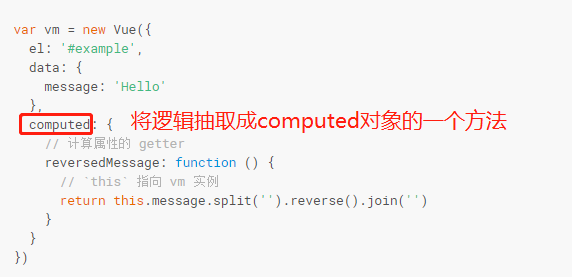 var vm = new Vue({
  el: '#example',
  data: {
    message: 'Hello'
  },
  computed: { 将逻辑抽取成computed对象的一个方法
    // 计算属性的 getter
    reversedMessage: function () {
      // `this` 指向 vm 实例
      return this.message.split('').reverse().join('')
    }
  }
})